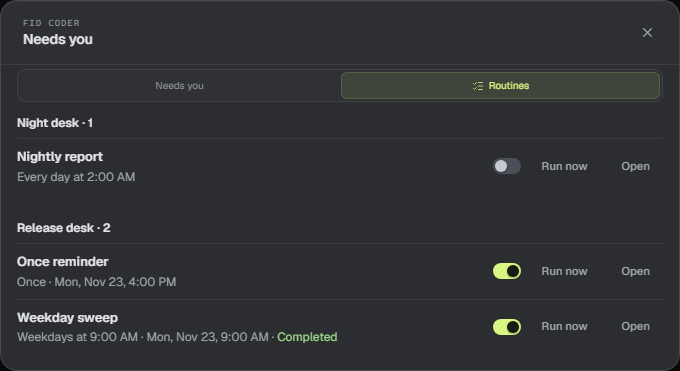 FID CODER
Needs you
Needs you
Routines
Night desk · 1
Nightly report
Every day at 2:00 AM
Run now
Open
Release desk · 2
Once reminder
Once · Mon, Nov 23, 4:00 PM
Run now
Open
Weekday sweep
Weekdays at 9:00 AM · Mon, Nov 23, 9:00 AM · Completed
Run now
Open